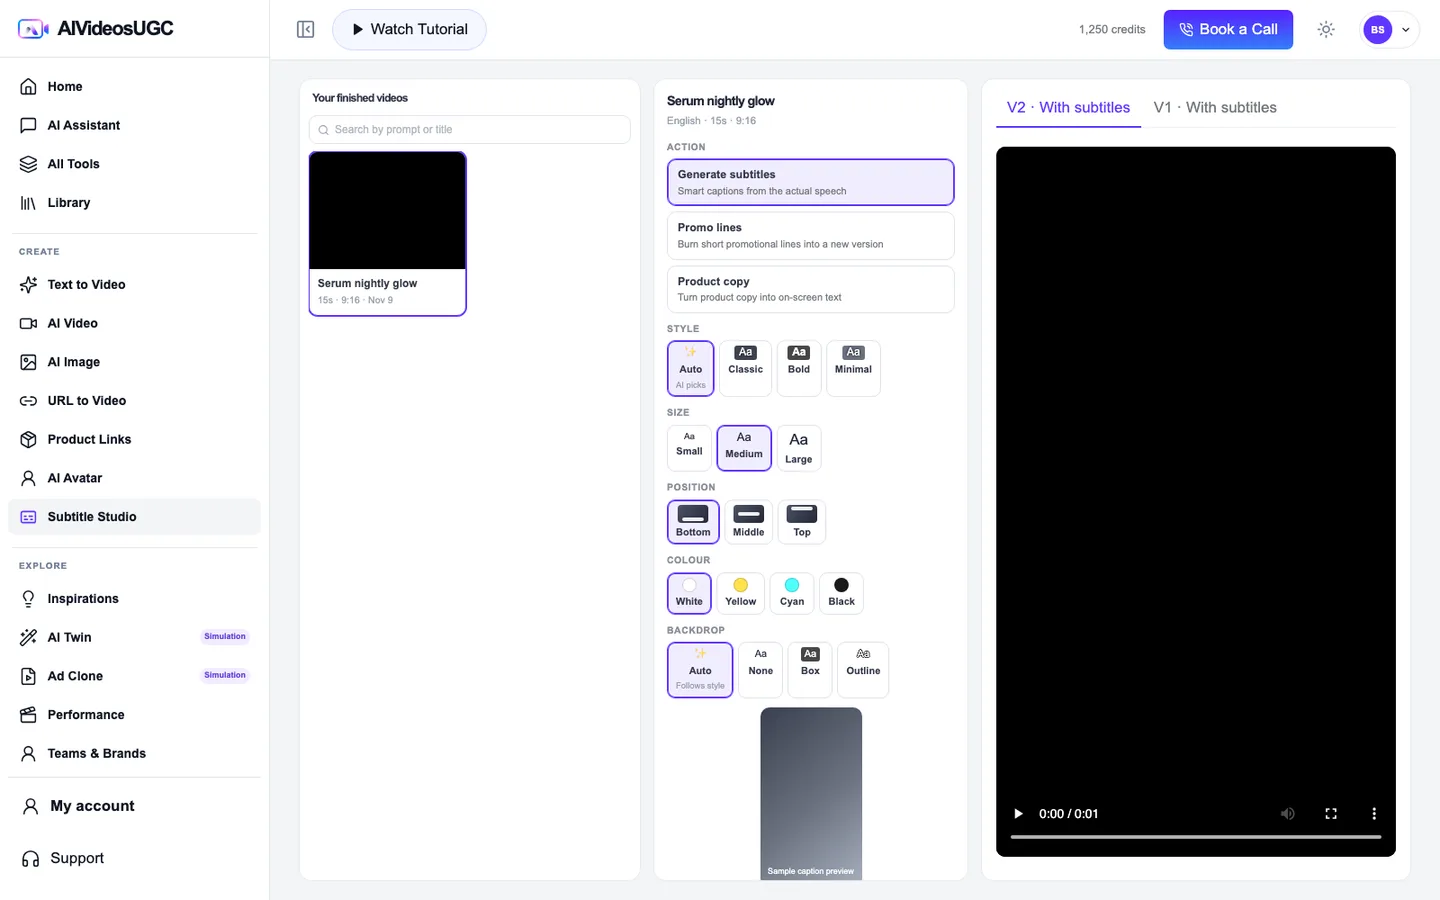 AIVideosUGC
Home
AI Assistant
All Tools
Library
CREATE
Text to Video
AI Video
AI Image
URL to Video
Product Links
AI Avatar
Subtitle Studio
EXPLORE
Inspirations
AI Twin
Simulation
Ad Clone
Simulation
Performance
Teams & Brands
My account
Support
Watch Tutorial
1,250 credits
Book a Call
BS
Your finished videos
Search by prompt or title
Serum nightly glow
15s · 9:16 · Nov 9
Serum nightly glow
English · 15s · 9:16
ACTION
Generate subtitles
Smart captions from the actual speech
Promo lines
Burn short promotional lines into a new version
Product copy
Turn product copy into on-screen text
STYLE
Aa Aa Aa
Auto Classic Bold Minimal
AI picks
SIZE
Aa Aa Aa
Small Medium Large
POSITION
Bottom Middle Top
COLOUR
White Yellow Cyan Black
BACKDROP
Aa Aa Aa
Auto None Box Outline
Follows style
Sample caption preview
V2 · With subtitles V1 · With subtitles
0:00 / 0:01